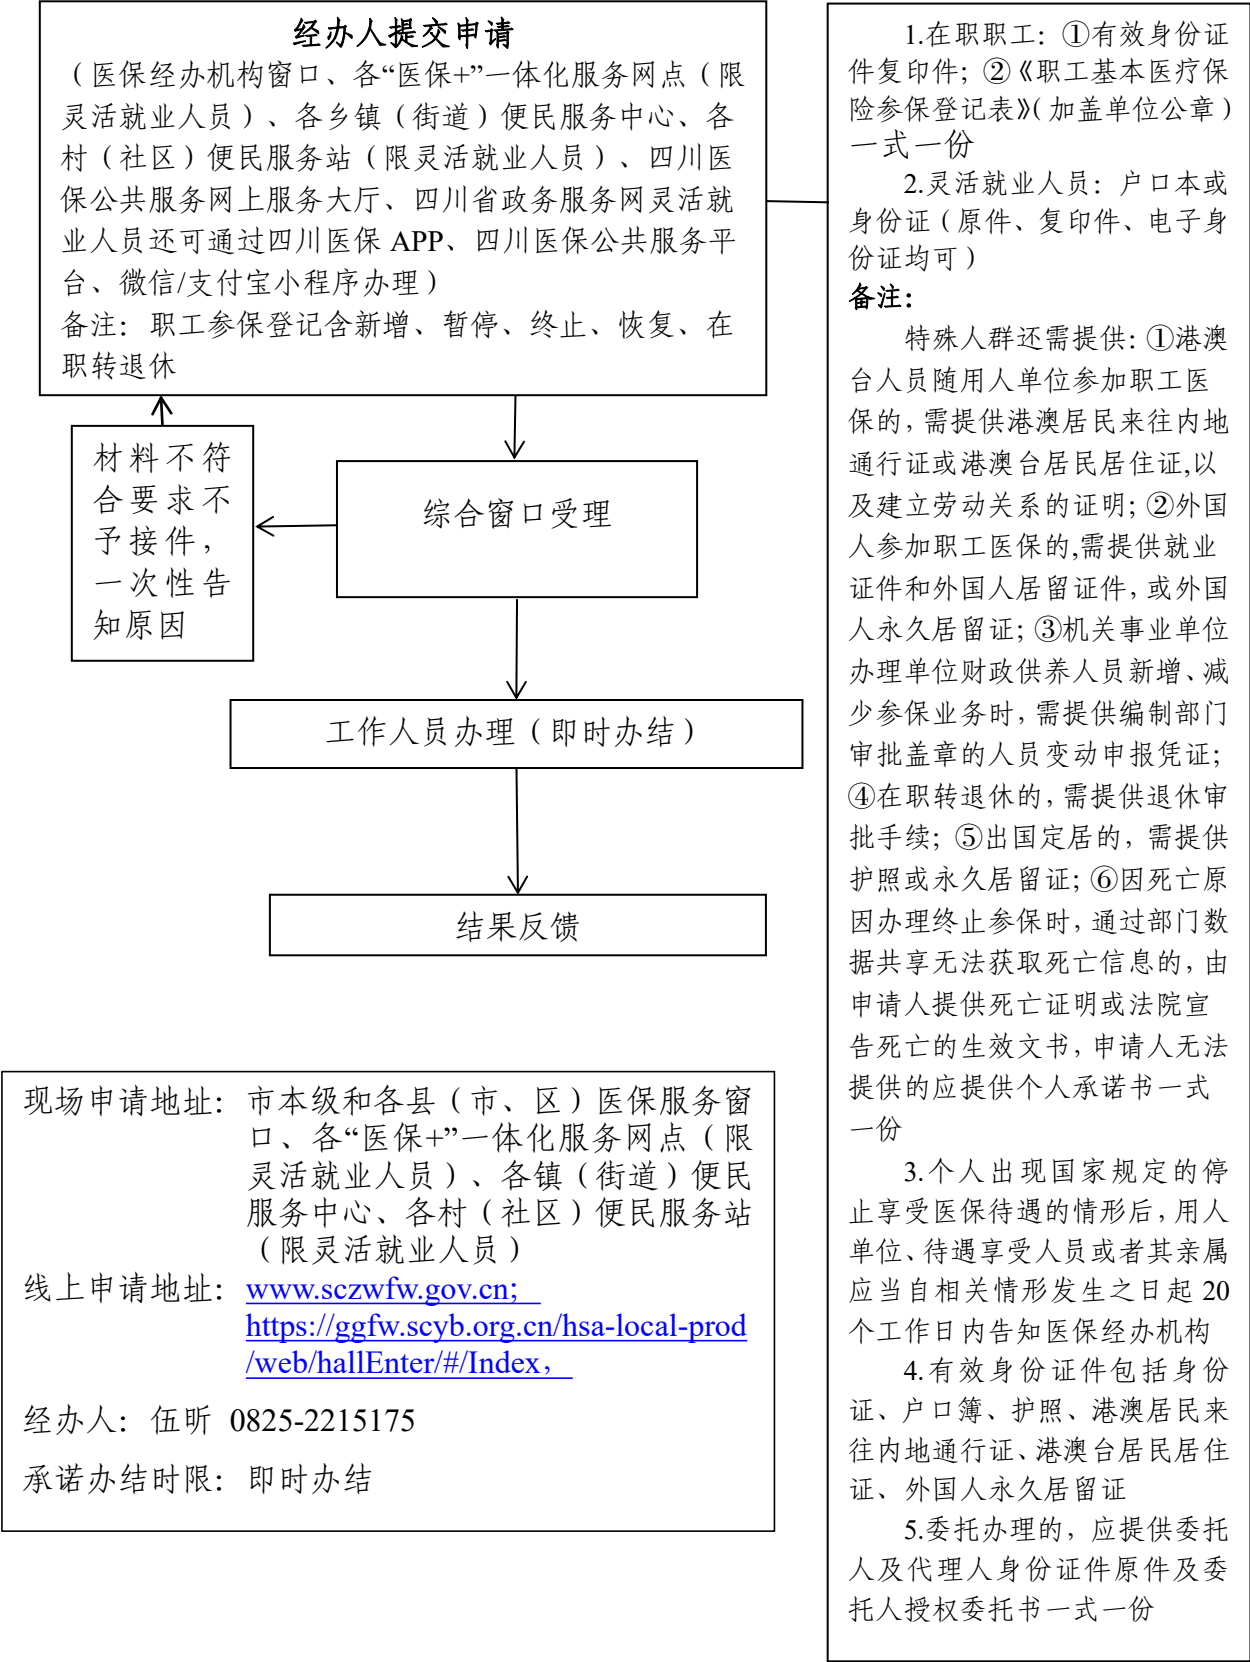 经办人提交申请
（医保经办机构窗口、各“医保+”一体化服务网点（限
灵活就业人员）、各乡镇（街道）便民服务中心、各
村（社区）便民服务站（限灵活就业人员）、四川医
保公共服务网上服务大厅、四川省政务服务网灵活就
业人员还可通过四川医保 APP、四川医保公共服务平
台、微信/支付宝小程序办理）
备注：职工参保登记含新增、暂停、终止、恢复、在
职转退休
材料不符
合要求不
予接件，
一次性告
知原因
综合窗口受理
工作人员办理（即时办结）
结果反馈
现场申请地址：市本级和各县（市、区）医保服务窗
口、各“医保+”一体化服务网点（限
灵活就业人员）、各镇（街道）便民
服务中心、各村（社区）便民服务站
（限灵活就业人员）
线上申请地址：www.sczwfw.gov.cn;
https://ggfw.scyb.org.cn/hsa-local-prod
/web/hallEnter/#/Index，
经办人：伍昕 0825-2215175
承诺办结时限：即时办结
1.在职职工：①有效身份证
件复印件；②《职工基本医疗保
险参保登记表》（加盖单位公章）
一式一份
2.灵活就业人员：户口本或
身份证（原件、复印件、电子身
份证均可）
备注：
特殊人群还需提供：①港澳
台人员随用人单位参加职工医
保的，需提供港澳居民来往内地
通行证或港澳台居民居住证,以
及建立劳动关系的证明；②外国
人参加职工医保的,需提供就业
证件和外国人居留证件，或外国
人永久居留证；③机关事业单位
办理单位财政供养人员新增、减
少参保业务时，需提供编制部门
审批盖章的人员变动申报凭证；
④在职转退休的，需提供退休审
批手续；⑤出国定居的，需提供
护照或永久居留证；⑥因死亡原
因办理终止参保时，通过部门数
据共享无法获取死亡信息的，由
申请人提供死亡证明或法院宣
告死亡的生效文书，申请人无法
提供的应提供个人承诺书一式
一份
3.个人出现国家规定的停
止享受医保待遇的情形后，用人
单位、待遇享受人员或者其亲属
应当自相关情形发生之日起 20
个工作日内告知医保经办机构
4.有效身份证件包括身份
证、户口簿、护照、港澳居民来
往内地通行证、港澳台居民居住
证、外国人永久居留证
5.委托办理的，应提供委托
人及代理人身份证件原件及委
托人授权委托书一式一份